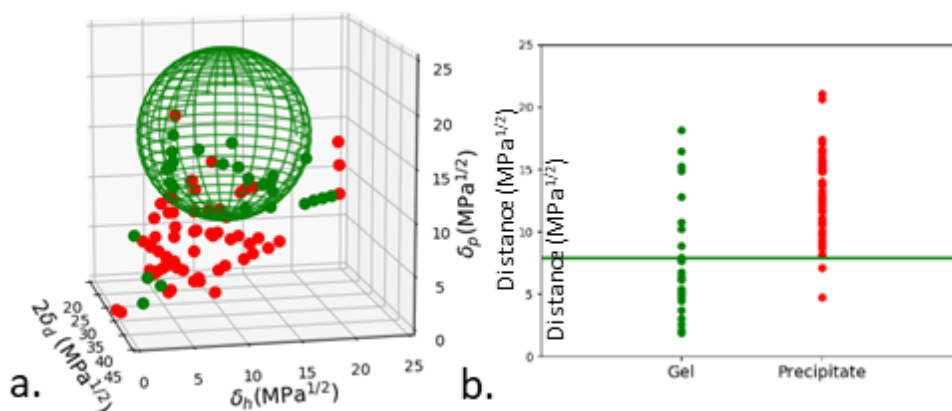 25
20
15
10
5
0
δp(MPa1/2)
20
25
30
35
40
45
2δd (MPa1/2)
0 5 10 15 20 25
δh(MPa1/2)
a.
25
20
15
10
5
0
Distance (MPa1/2)
Distance (MPa1/2)
Gel Precipitate
b.